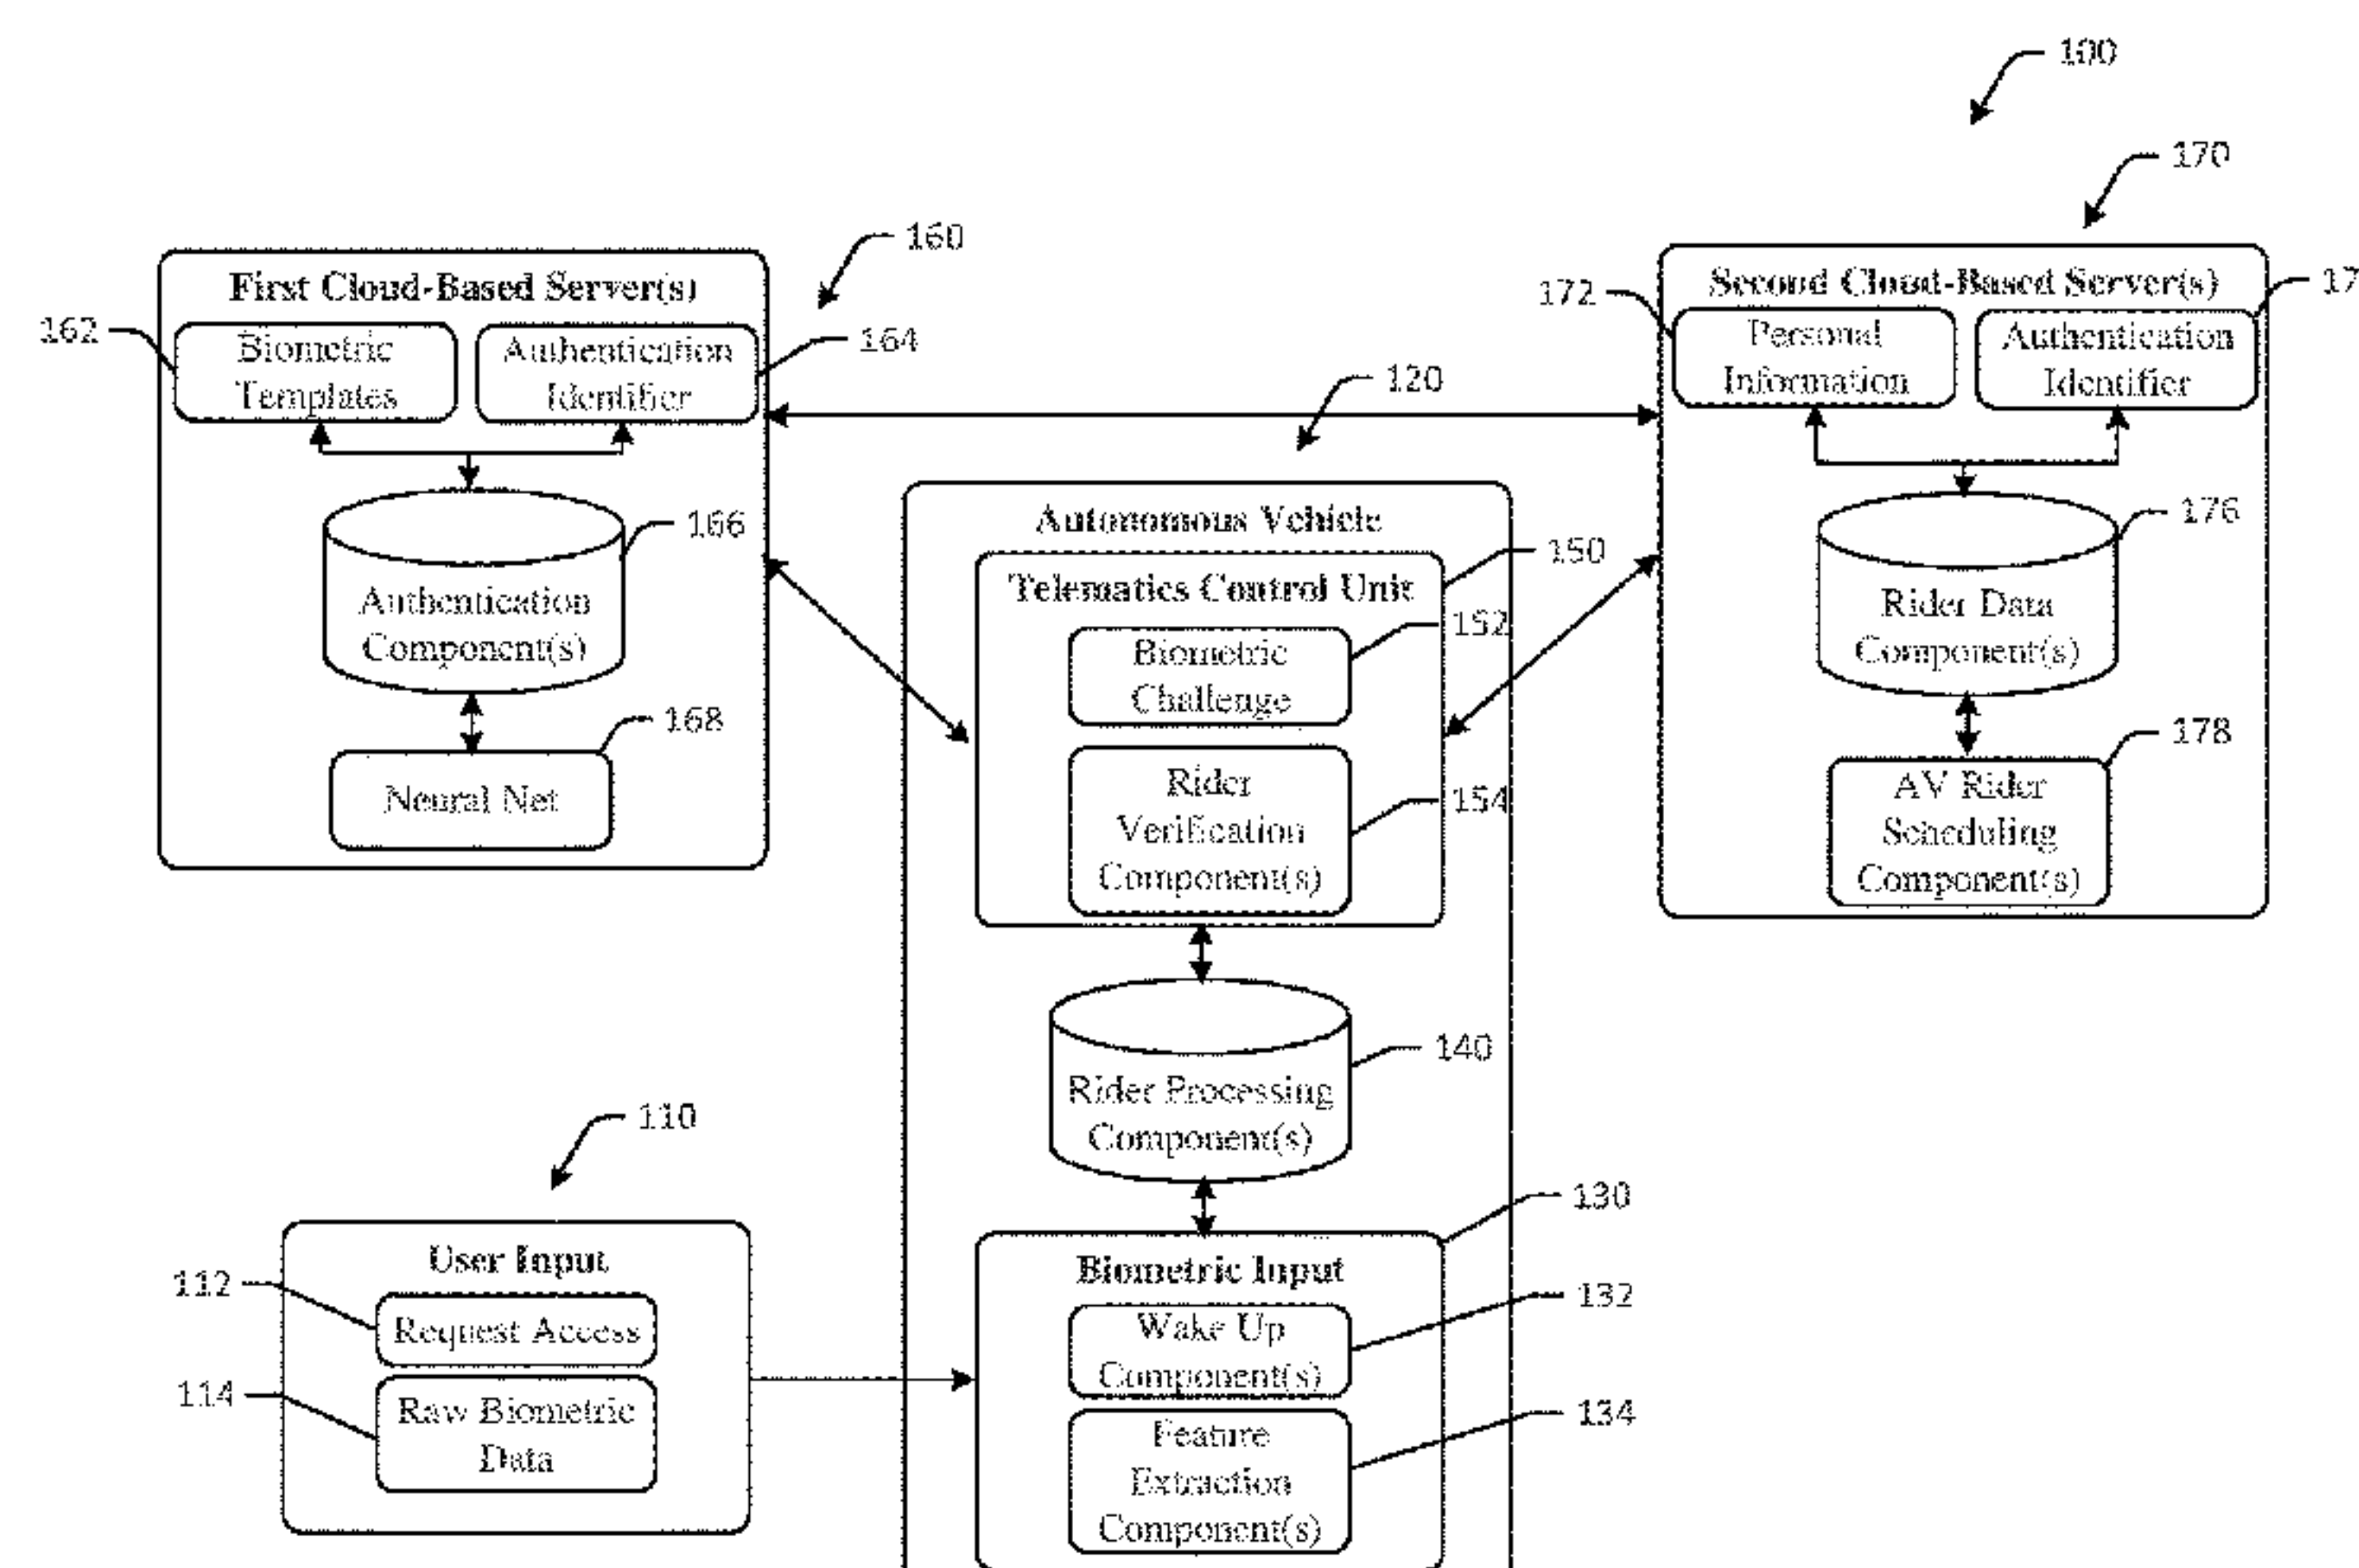 100
170
160
First Cloud-Based Server(s)
Second Cloud-Based Server(s)
17
162
Biometric
Templates
Authentication
Identifier
164
172
Personal
Information
Authentication
Identifier
120
166
Authentication
Component(s)
176
Rider Data
Component(s)
168
Neural Net
178
AV Rider
Scheduling
Component(s)
Autonomous Vehicle
150
Telematics Control Unit
152
Biometric
Challenge
Rider
Verification
Component(s)
154
140
Rider Processing
Component(s)
110
130
User Input
112
Request Access
114
Raw Biometric
Data
Biometric Input
132
Wake Up
Component(s)
134
Feature
Extraction
Component(s)